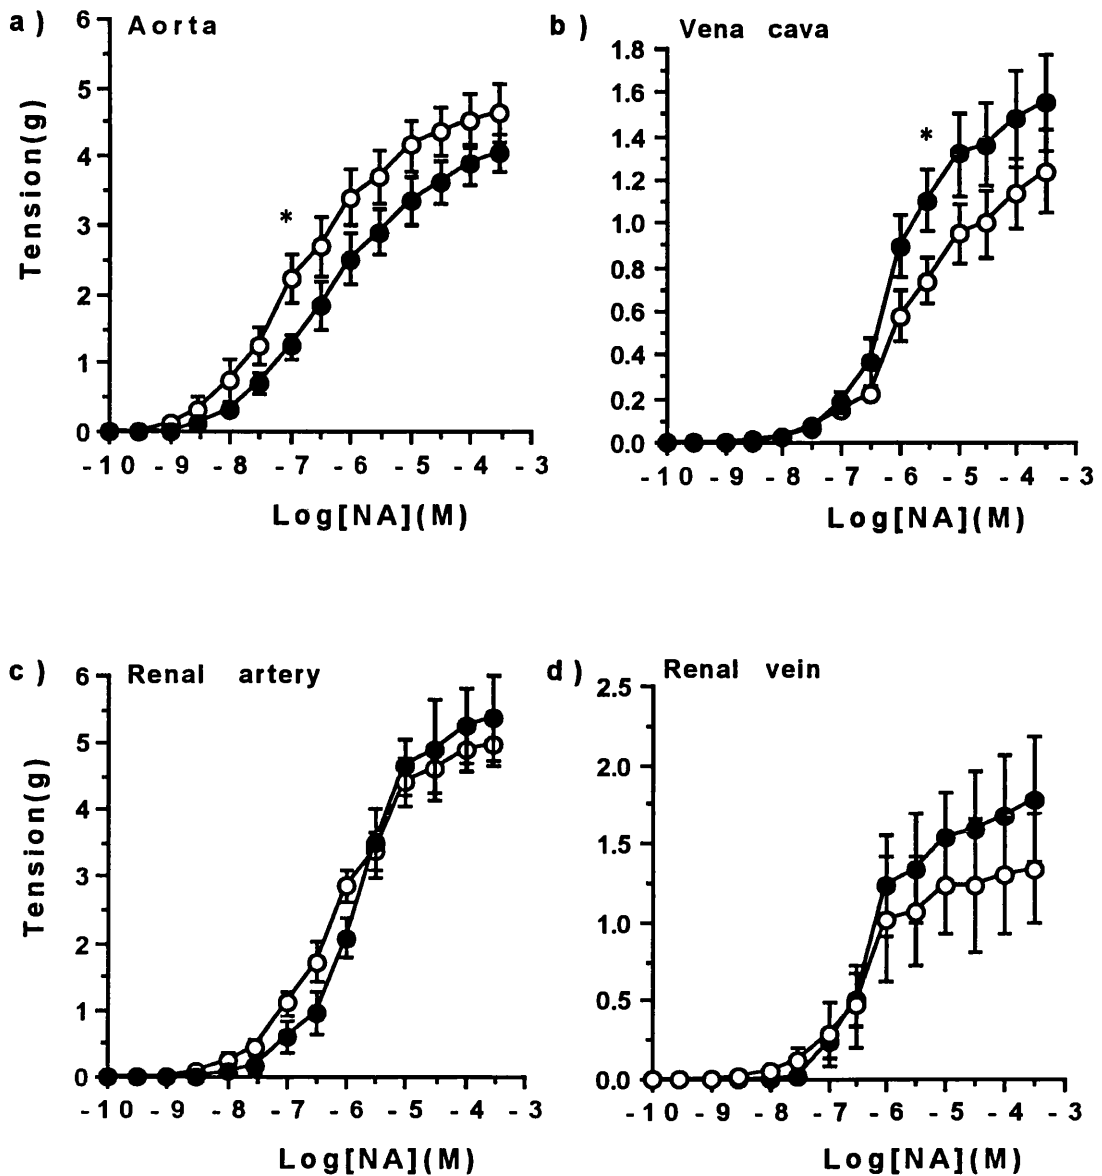 a) Aorta
6
5
4
3
2
1
0
Tension(g)
*
-10 -9 -8 -7 -6 -5 -4 -3
Log[NA](M)
b) Vena cava
1.8
1.6
1.4
1.2
1.0
0.8
0.6
0.4
0.2
0.0
*
-10 -9 -8 -7 -6 -5 -4 -3
Log[NA](M)
c) Renal artery
6
5
4
3
2
1
0
Tension(g)
-10 -9 -8 -7 -6 -5 -4 -3
Log[NA](M)
d) Renal vein
2.5
2.0
1.5
1.0
0.5
0.0
-10 -9 -8 -7 -6 -5 -4 -3
Log[NA](M)